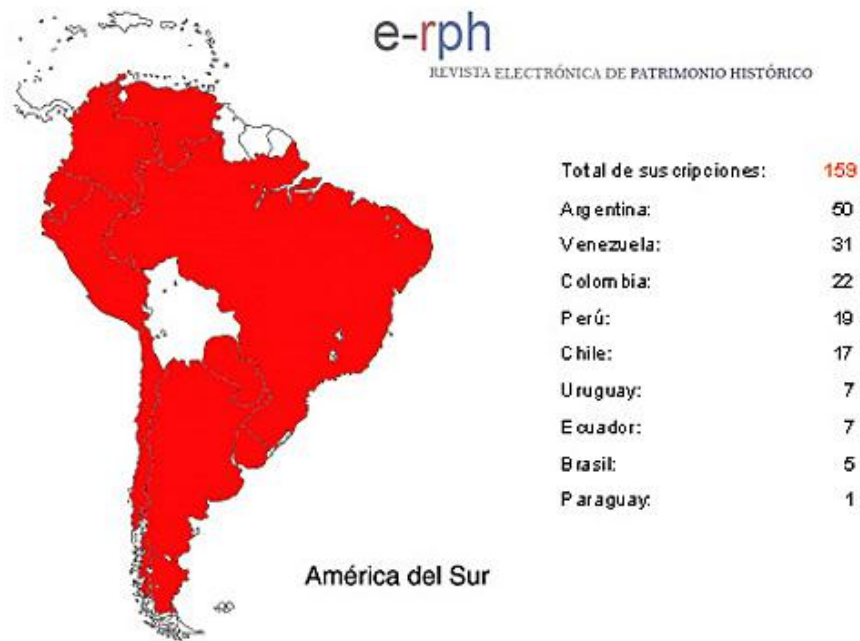 e-rph
REVISTA ELECTRÓNICA DE PATRIMONIO HISTÓRICO
Total de suscripciones: 159
Argentina: 50
Venezuela: 31
Colombia: 22
Perú: 19
Chile: 17
Uruguay: 7
Ecuador: 7
Brasil: 5
Paraguay: 1
América del Sur